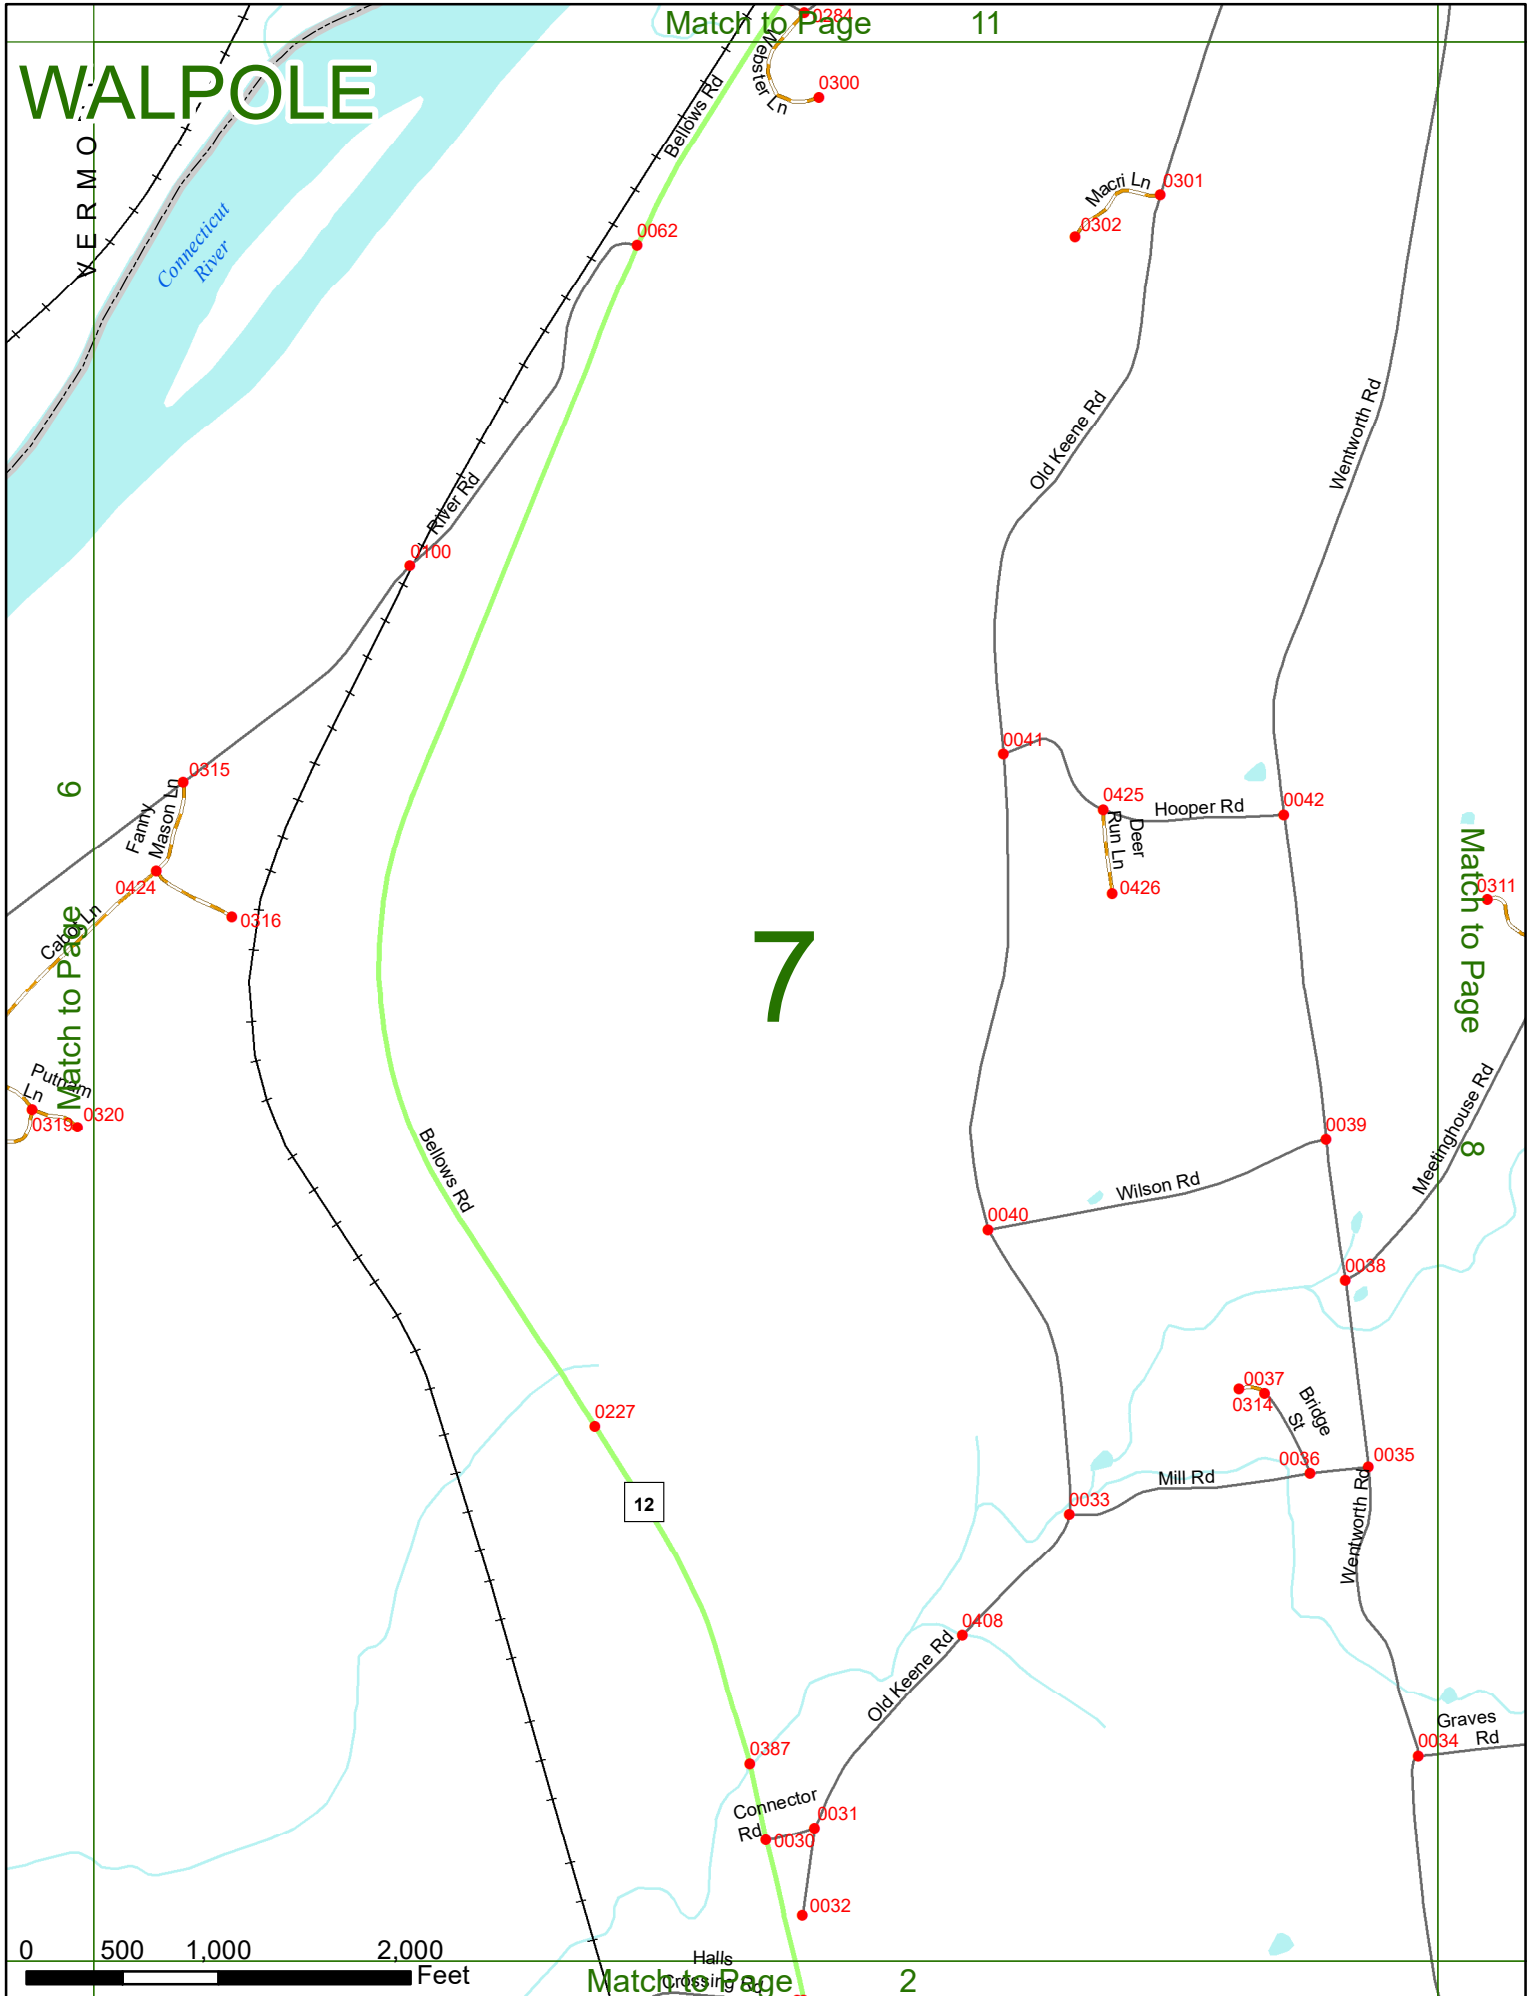 Match to Page 11
0284
WALPOLE
Webster Ln
0300
Bellows Rd
VERMO
Connecticut
River
Macri Ln
0301
0302
0062
Old Keene Rd
Wentworth Rd
River Rd
0100
0041
0315
6
Fanny
Mason Ln
0425
Hooper Rd
0042
Deer
Run Ln
0424
0426
0311
0316
Cabot Ln
Match to Page
7
Match to Page
8
Putnam
Ln
0319
0320
Bellows Rd
0039
Meetinghouse Rd
Wilson Rd
0040
0038
0037
0314
Bridge
St
0227
0036
0035
Mill Rd
12
0033
Wentworth Rd
0408
Old Keene Rd
Graves
Rd
0034
0387
Connector
Rd
0031
0030
0032
0 500 1,000 2,000
Feet
Halls
Crossing Rd
Match to Page 2